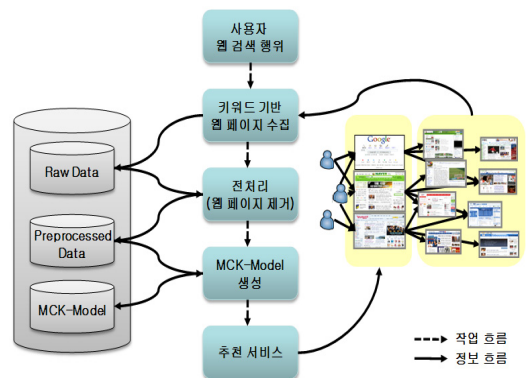 사용자
웹 검색 행위
키워드 기반
웹 페이지 수집
Google
Raw Data
전처리
(웹 페이지 제거)
Preprocessed
Data
MCK-Model
생성
MCK-Model
추천 서비스
작업 흐름
정보 흐름